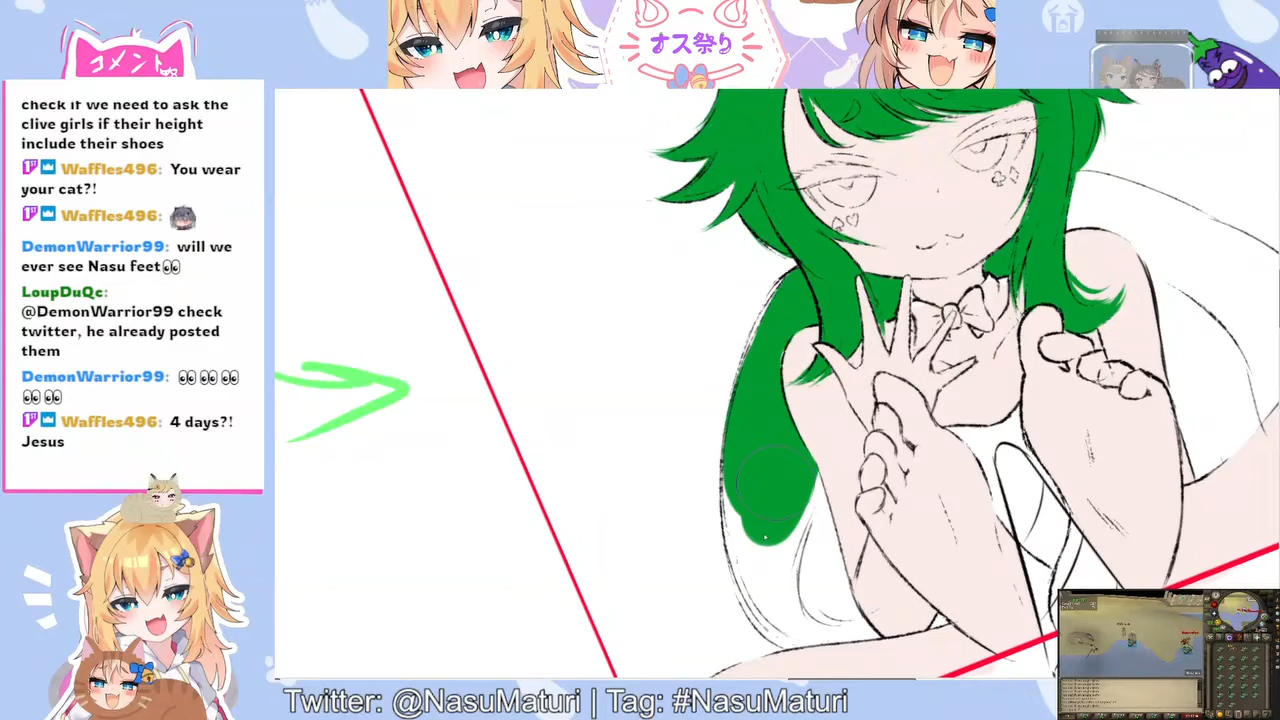 コメント
オス祭り
check if we need to ask the
clive girls if their height
include their shoes
Waffles496: You wear
your cat?!
Waffles496:
DemonWarrior99: will we
ever see Nasu feet
LoupDuQc:
@DemonWarrior99 check
twitter, he already posted
them
DemonWarrior99:
Waffles496: 4 days?!
Jesus
Twitter: @NasuMaturi | Tag: #NasuMaturi